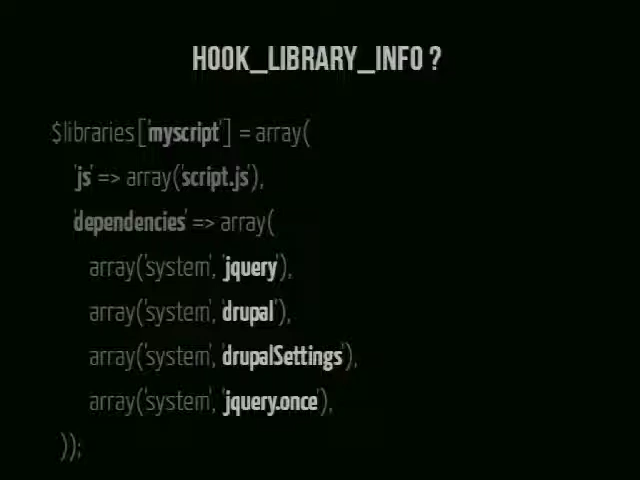 HOOK_LIBRARY_INFO ?
$libraries['myscript'] = array(
'js' => array('script.js'),
'dependencies' => array(
array('system', 'jquery'),
array('system', 'drupal'),
array('system', 'drupalSettings'),
array('system', 'jquery.once'),
));